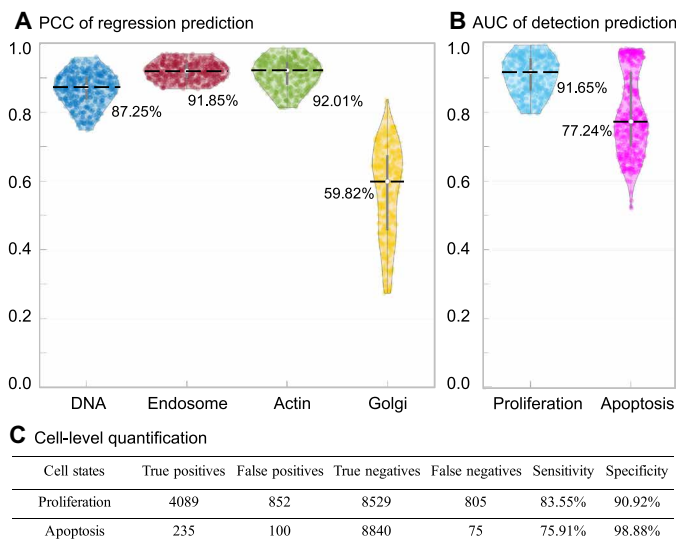 A PCC of regression prediction
1.0
0.8
0.6
0.4
0.2
0.0
87.25%
91.85%
92.01%
59.82%
DNA Endosome Actin Golgi
B AUC of detection prediction
1.0
0.8
0.6
0.4
0.2
0.0
91.65%
77.24%
Proliferation Apoptosis
C Cell-level quantification
Cell states True positives False positives True negatives False negatives Sensitivity Specificity
Proliferation 4089 852 8529 805 83.55% 90.92%
Apoptosis 235 100 8840 75 75.91% 98.88%